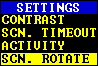 SETTINGS
CONTRAST
SCN. TIMEOUT
ACTIVITY
SCN. ROTATE